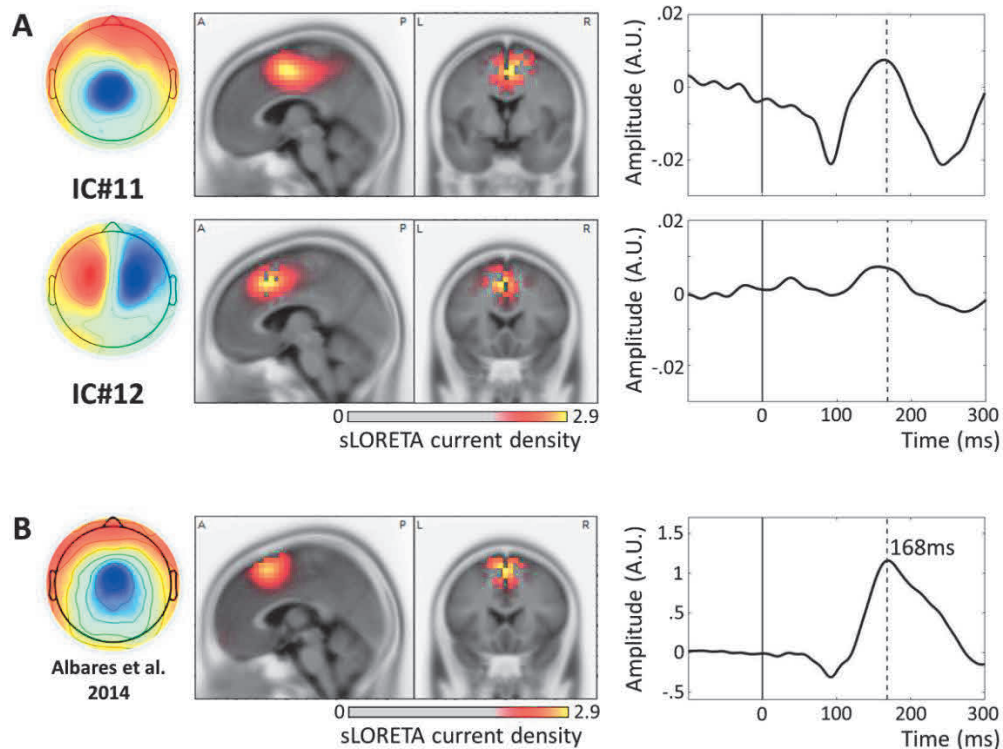 A
A P L R
IC#11
Amplitude (A.U.)
.02
0
-.02
A P L R
IC#12
0 2.9
sLORETA current density
Amplitude (A.U.)
.02
0
-.02
0 100 200 300
Time (ms)
B
A P L R
Albares et al.
2014
0 2.9
sLORETA current density
Amplitude (A.U.)
1.5
1
.5
0
-.5
168ms
0 100 200 300
Time (ms)